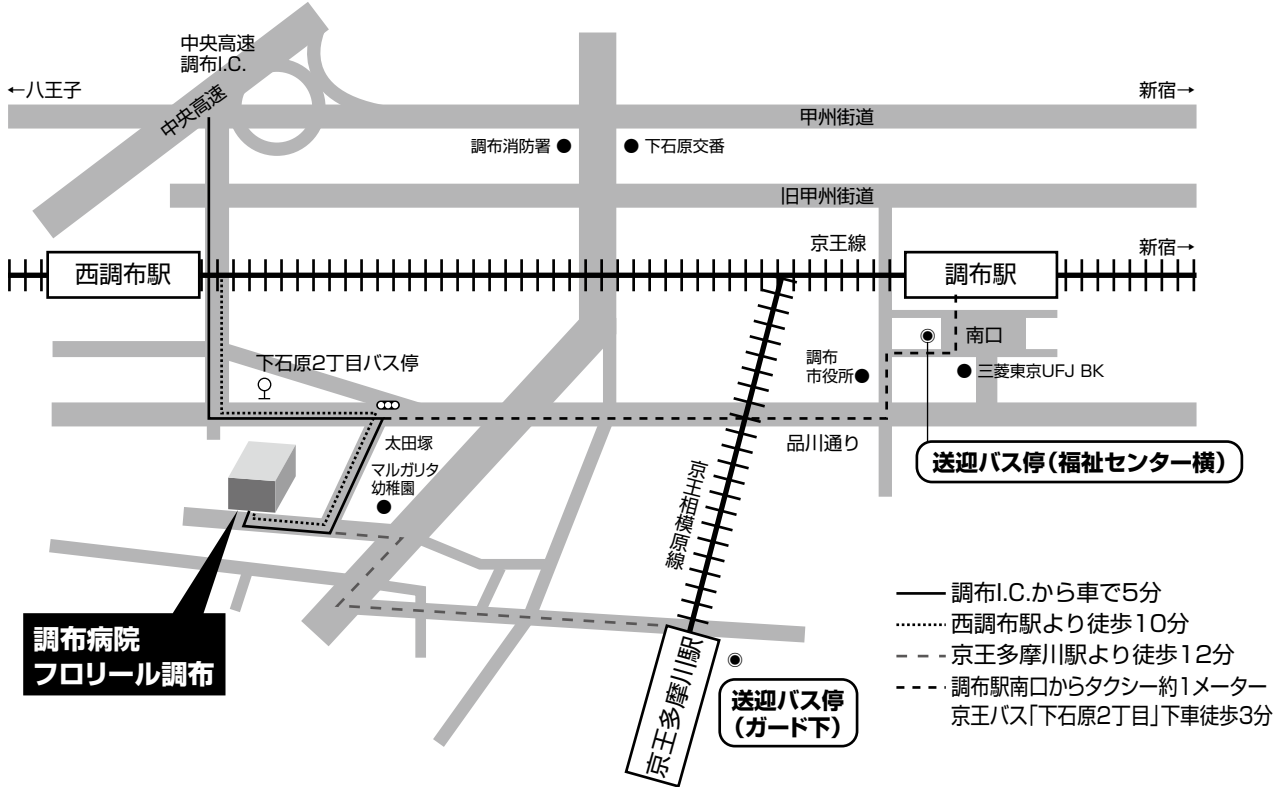 中央高速
調布I.C.
←八王子
新宿→
中央高速
甲州街道
調布消防署
下石原交番
旧甲州街道
京王線
新宿→
西調布駅
調布駅
南口
下石原2丁目バス停
調布
市役所
三菱東京UFJ BK
太田塚
品川通り
送迎バス停(福祉センター横)
マルガリタ
幼稚園
京王相模原線
調布病院
フロリール調布
京王多摩川駅
送迎バス停
(ガード下)
調布I.C.から車で5分
西調布駅より徒歩10分
京王多摩川駅より徒歩12分
調布駅南口からタクシー約1メーター
京王バス「下石原2丁目」下車徒歩3分